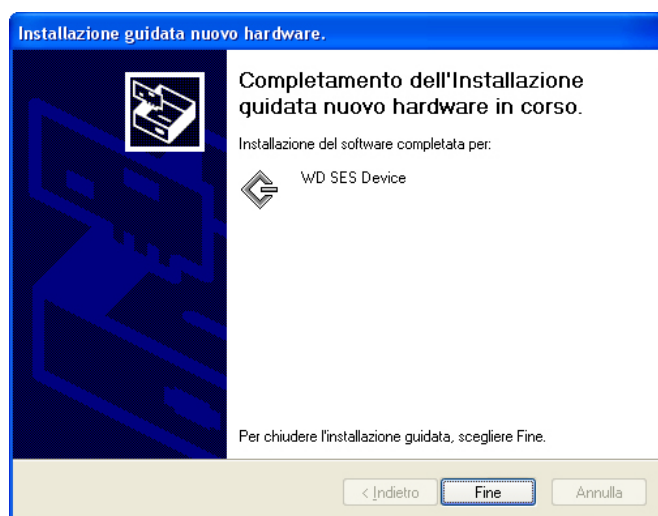 Installazione guidata nuovo hardware.
Completamento dell'Installazione
guidata nuovo hardware in corso.
Installazione del software completata per:
WD SES Device
Per chiudere l'installazione guidata, scegliere Fine.
< Indietro
Fine
Annulla